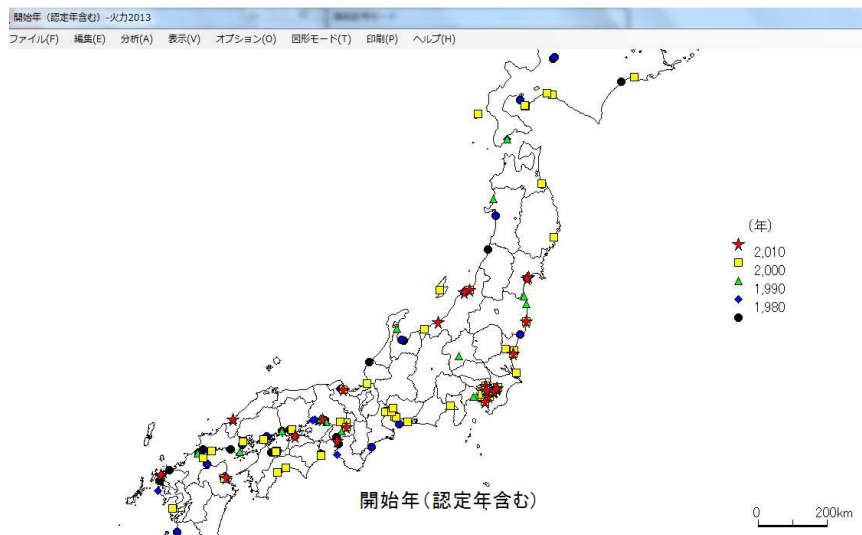 開始年（認定年含む）-火力2013
ファイル(F) 編集(E) 分析(A) 表示(V) オプション(O) 図形モード(T) 印刷(P) ヘルプ(H)
(年)
2,010
2,000
1,990
1,980
開始年(認定年含む)
0 200km